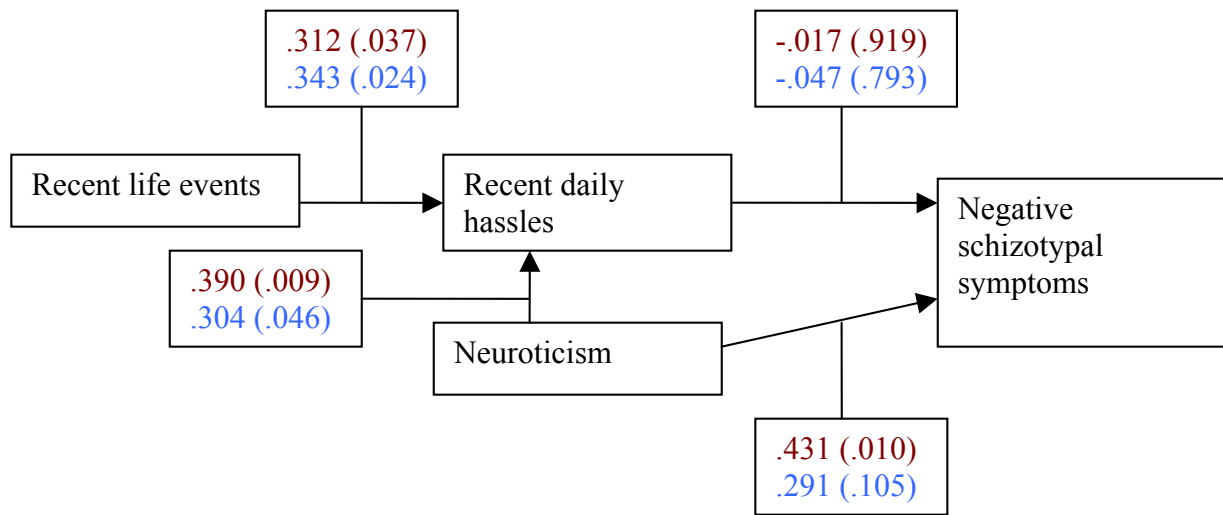 .312 (.037)
.343 (.024)
-.017 (.919)
-.047 (.793)
Recent life events
Recent daily
hassles
Negative
schizotypal
symptoms
.390 (.009)
.304 (.046)
Neuroticism
.431 (.010)
.291 (.105)